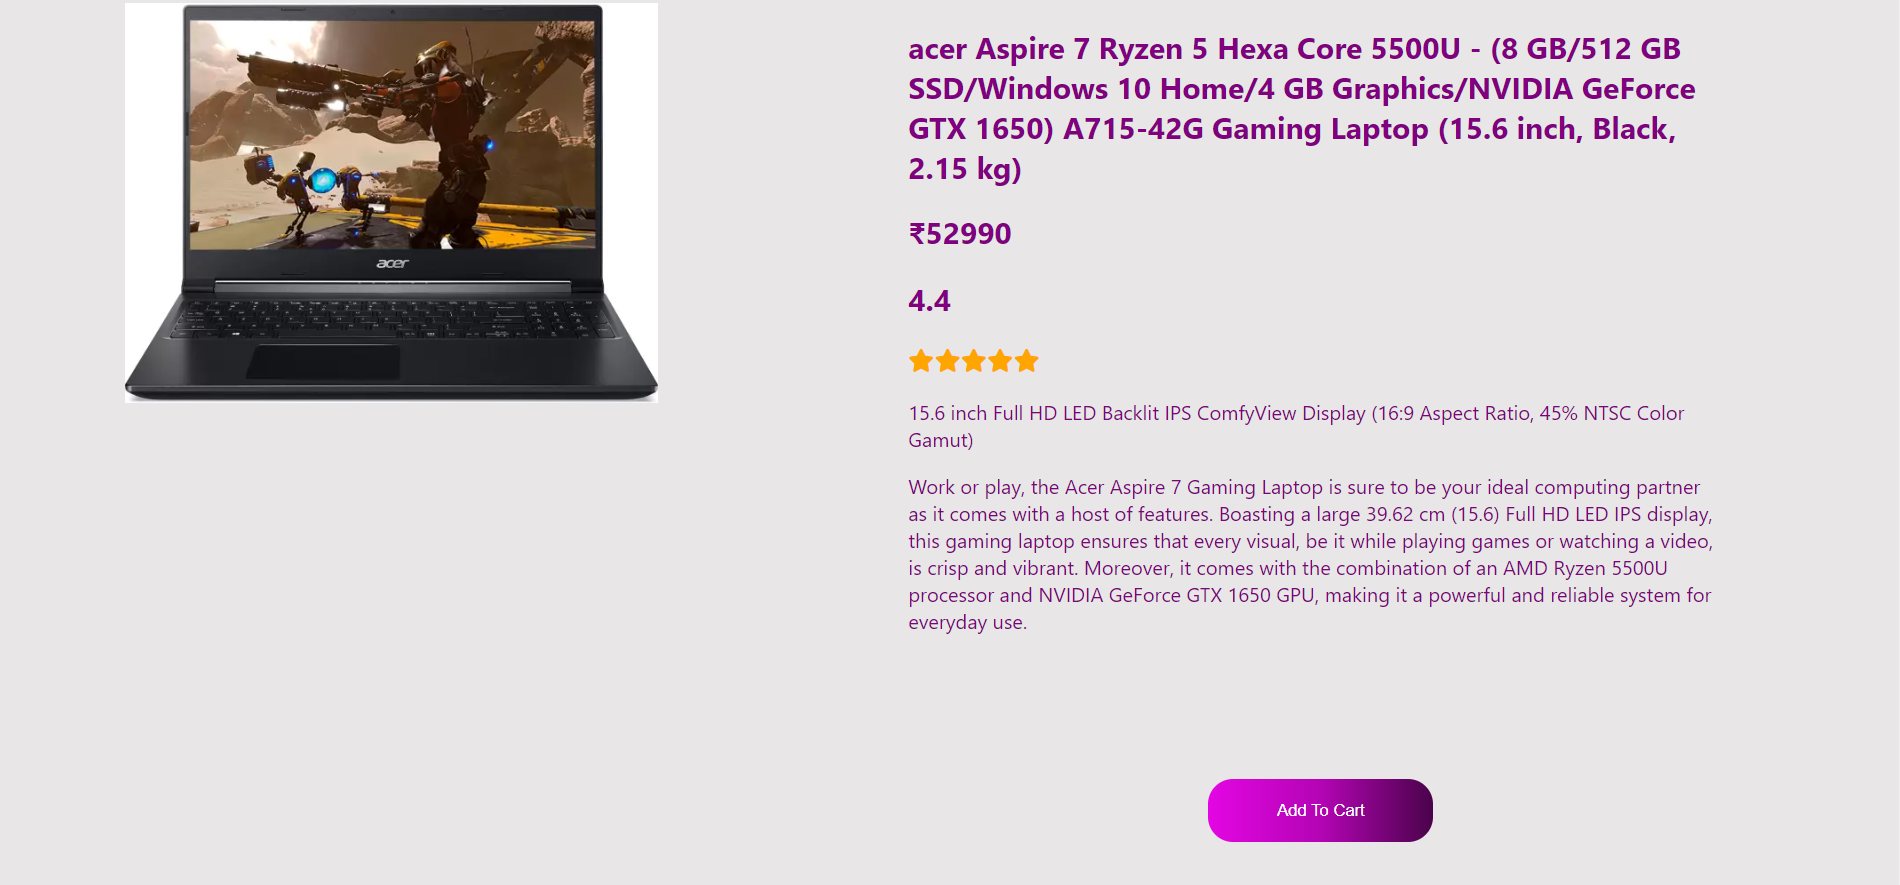 acer
acer Aspire 7 Ryzen 5 Hexa Core 5500U - (8 GB/512 GB
SSD/Windows 10 Home/4 GB Graphics/NVIDIA GeForce
GTX 1650) A715-42G Gaming Laptop (15.6 inch, Black,
2.15 kg)
₹52990
4.4
15.6 inch Full HD LED Backlit IPS ComfyView Display (16:9 Aspect Ratio, 45% NTSC Color
Gamut)
Work or play, the Acer Aspire 7 Gaming Laptop is sure to be your ideal computing partner
as it comes with a host of features. Boasting a large 39.62 cm (15.6) Full HD LED IPS display,
this gaming laptop ensures that every visual, be it while playing games or watching a video,
is crisp and vibrant. Moreover, it comes with the combination of an AMD Ryzen 5500U
processor and NVIDIA GeForce GTX 1650 GPU, making it a powerful and reliable system for
everyday use.
Add To Cart